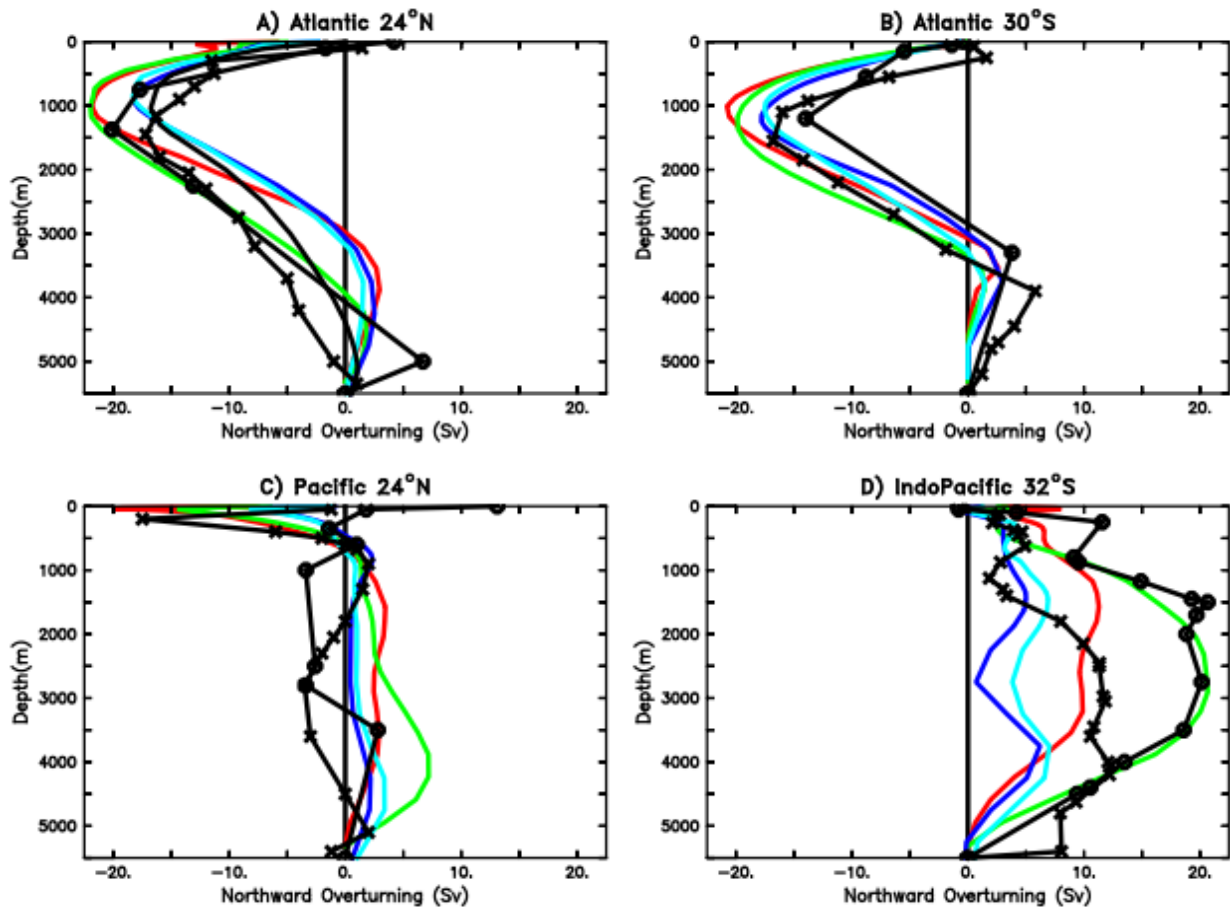 A) Atlantic 24°N
0
1000
2000
3000
4000
5000
Depth(m)
−20. −10. 0. 10. 20.
Northward Overturning (Sv)
B) Atlantic 30°S
0
1000
2000
3000
4000
5000
Depth(m)
−20. −10. 0. 10. 20.
Northward Overturning (Sv)
C) Pacific 24°N
0
1000
2000
3000
4000
5000
Depth(m)
−20. −10. 0. 10. 20.
Northward Overturning (Sv)
D) IndoPacific 32°S
0
1000
2000
3000
4000
5000
Depth(m)
−20. −10. 0. 10. 20.
Northward Overturning (Sv)